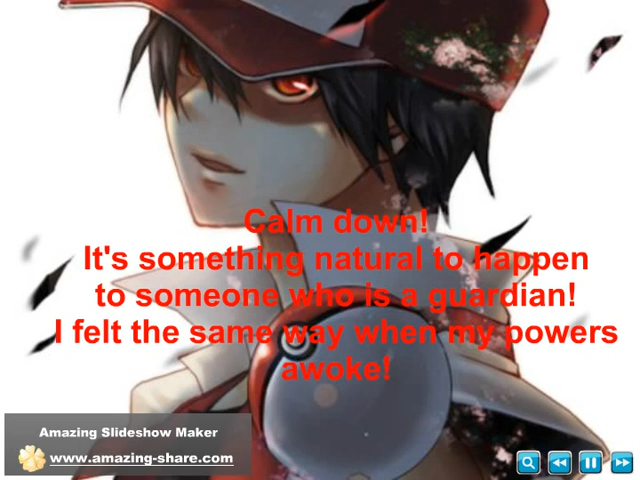 Calm down!
It's something natural to happen
to someone who is a guardian!
I felt the same way when my powers
awoke!
Amazing Slideshow Maker
www.amazing-share.com